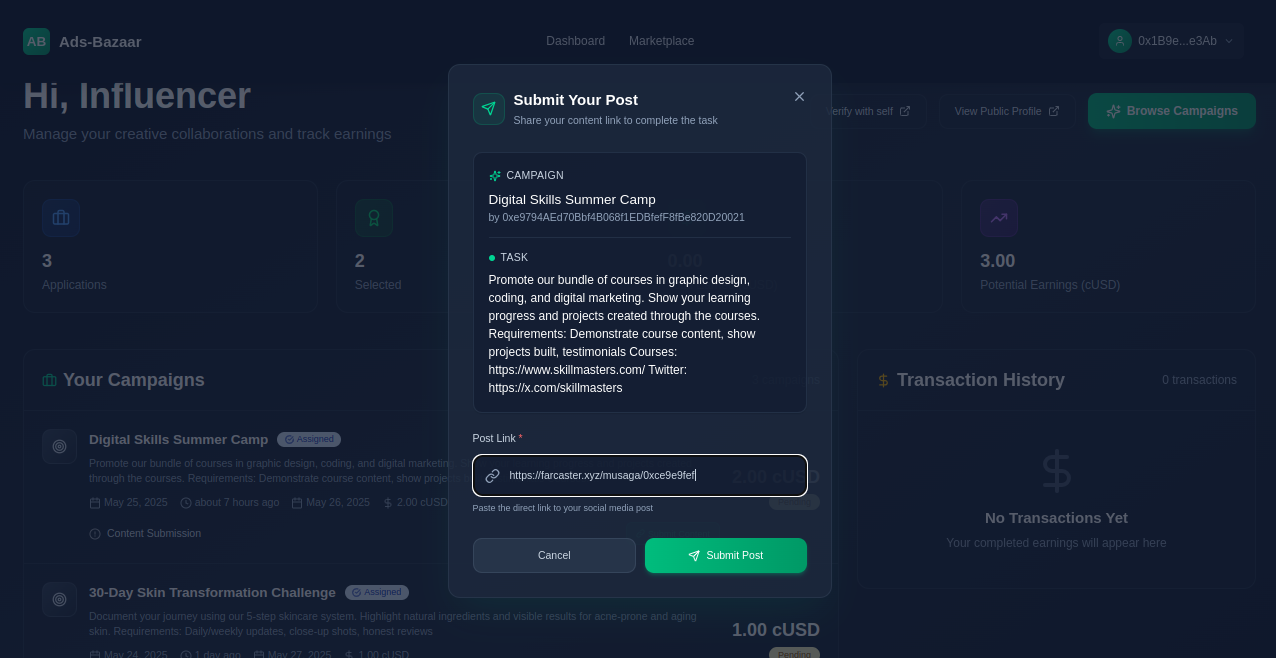 AB Ads-Bazaar
Dashboard Marketplace
0x1B9e...e3Ab
Hi, Influencer
Manage your creative collaborations and track earnings
View Public Profile
Browse Campaigns
3
Applications
2
Selected
0.00
3.00
Potential Earnings (cUSD)
Submit Your Post
Share your content link to complete the task
CAMPAIGN
Digital Skills Summer Camp
by 0xe9794AEd70Bbf4B068f1EDBfefF8fBe820D20021
TASK
Promote our bundle of courses in graphic design,
coding, and digital marketing. Show your learning
progress and projects created through the courses.
Requirements: Demonstrate course content, show
projects built, testimonials Courses:
https://www.skillmasters.com/ Twitter:
https://x.com/skillmasters
Post Link *
https://farcaster.xyz/musaga/0xce9e9fef
Paste the direct link to your social media post
Cancel
Submit Post
Your Campaigns
Digital Skills Summer Camp Assigned
Promote our bundle of courses in graphic design, coding, and digital
through the courses. Requirements: Demonstrate course content, show
May 25, 2025 about 7 hours ago May 26, 2025 2.00 cUSD
2.00 cUSD
Content Submission
30-Day Skin Transformation Challenge Assigned
Document your journey using our 5-step skincare system. Highlight natural ingredients and visible results for acne-prone and aging
skin. Requirements: Daily/weekly updates, close-up shots, honest reviews
May 24, 2025 1 day ago May 27, 2025 1.00 cUSD
1.00 cUSD
Pending
Transaction History
0 transactions
No Transactions Yet
Your completed earnings will appear here